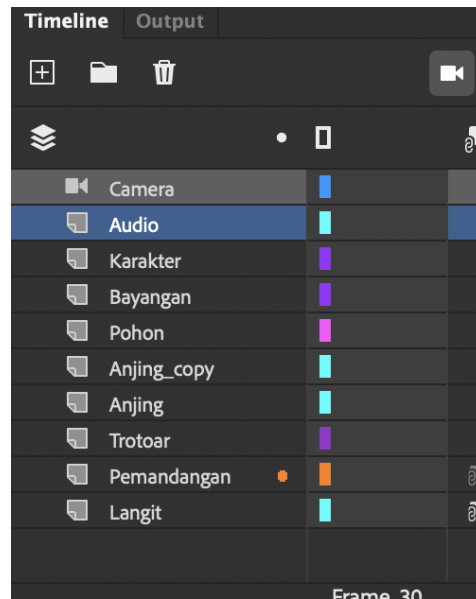 Timeline Output
Camera
Audio
Karakter
Bayangan
Pohon
Anjing_copy
Anjing
Trotoar
Pemandangan
Langit
Frame 30